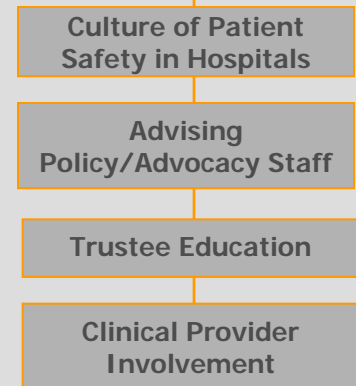 Culture of Patient
Safety in Hospitals
Advising
Policy/Advocacy Staff
Trustee Education
Clinical Provider
Involvement